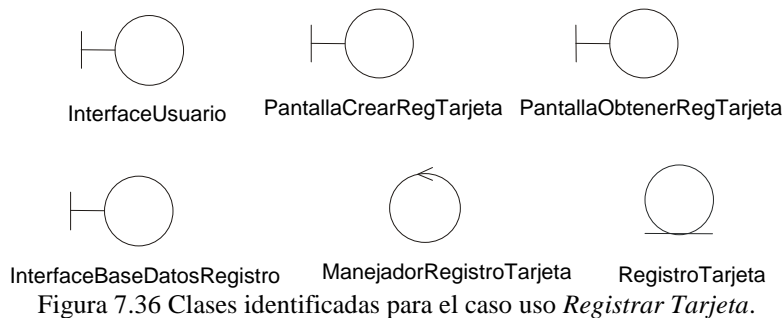 InterfaceUsuario
PantallaCrearRegTarjeta
PantallaObtenerRegTarjeta
InterfaceBaseDatosRegistro
ManejadorRegistroTarjeta
RegistroTarjeta
Figura 7.36 Clases identificadas para el caso uso Registrar Tarjeta.